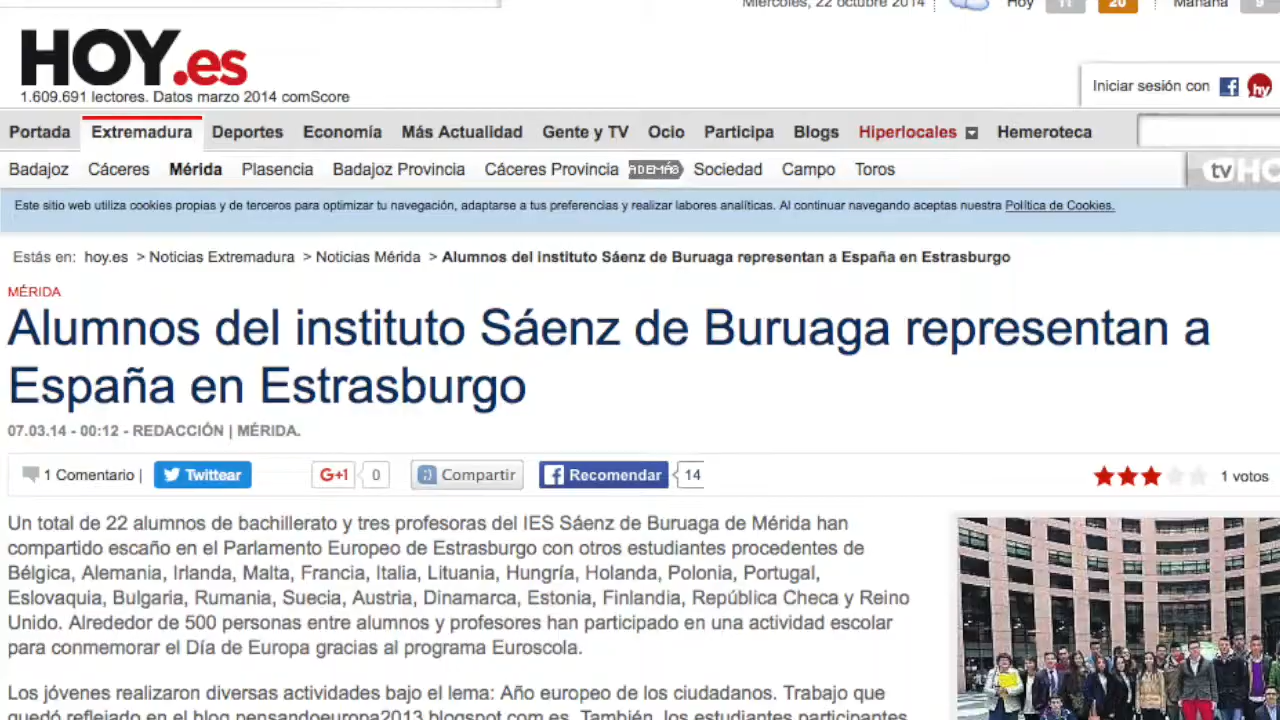 Miércoles, 22 octubre 2014 Hoy 11 20 Mañana 9
HOY.es
1.609.691 lectores. Datos marzo 2014 comScore
Iniciar sesión con f hy
Portada Extremadura Deportes Economía Más Actualidad Gente y TV Ocio Participa Blogs Hiperlocales Hemeroteca
Badajoz Cáceres Mérida Plasencia Badajoz Provincia Cáceres Provincia ADEMÁS Sociedad Campo Toros tvHO
Este sitio web utiliza cookies propias y de terceros para optimizar tu navegación, adaptarse a tus preferencias y realizar labores analíticas. Al continuar navegando aceptas nuestra Política de Cookies.
Estás en: hoy.es > Noticias Extremadura > Noticias Mérida > Alumnos del instituto Sáenz de Buruaga representan a España en Estrasburgo
MÉRIDA
Alumnos del instituto Sáenz de Buruaga representan a
España en Estrasburgo
07.03.14 - 00:12 - REDACCIÓN | MÉRIDA.
1 Comentario | Twittear G+1 0 Compartir f Recomendar 14 1 votos
Un total de 22 alumnos de bachillerato y tres profesoras del IES Sáenz de Buruaga de Mérida han
compartido escaño en el Parlamento Europeo de Estrasburgo con otros estudiantes procedentes de
Bélgica, Alemania, Irlanda, Malta, Francia, Italia, Lituania, Hungría, Holanda, Polonia, Portugal,
Eslovaquia, Bulgaria, Rumania, Suecia, Austria, Dinamarca, Estonia, Finlandia, República Checa y Reino
Unido. Alrededor de 500 personas entre alumnos y profesores han participado en una actividad escolar
para conmemorar el Día de Europa gracias al programa Euroscola.
Los jóvenes realizaron diversas actividades bajo el lema: Año europeo de los ciudadanos. Trabajo que
quedó reflejado en el blog pensandoeuropa2013.blogspot.com.es. También, los estudiantes participantes